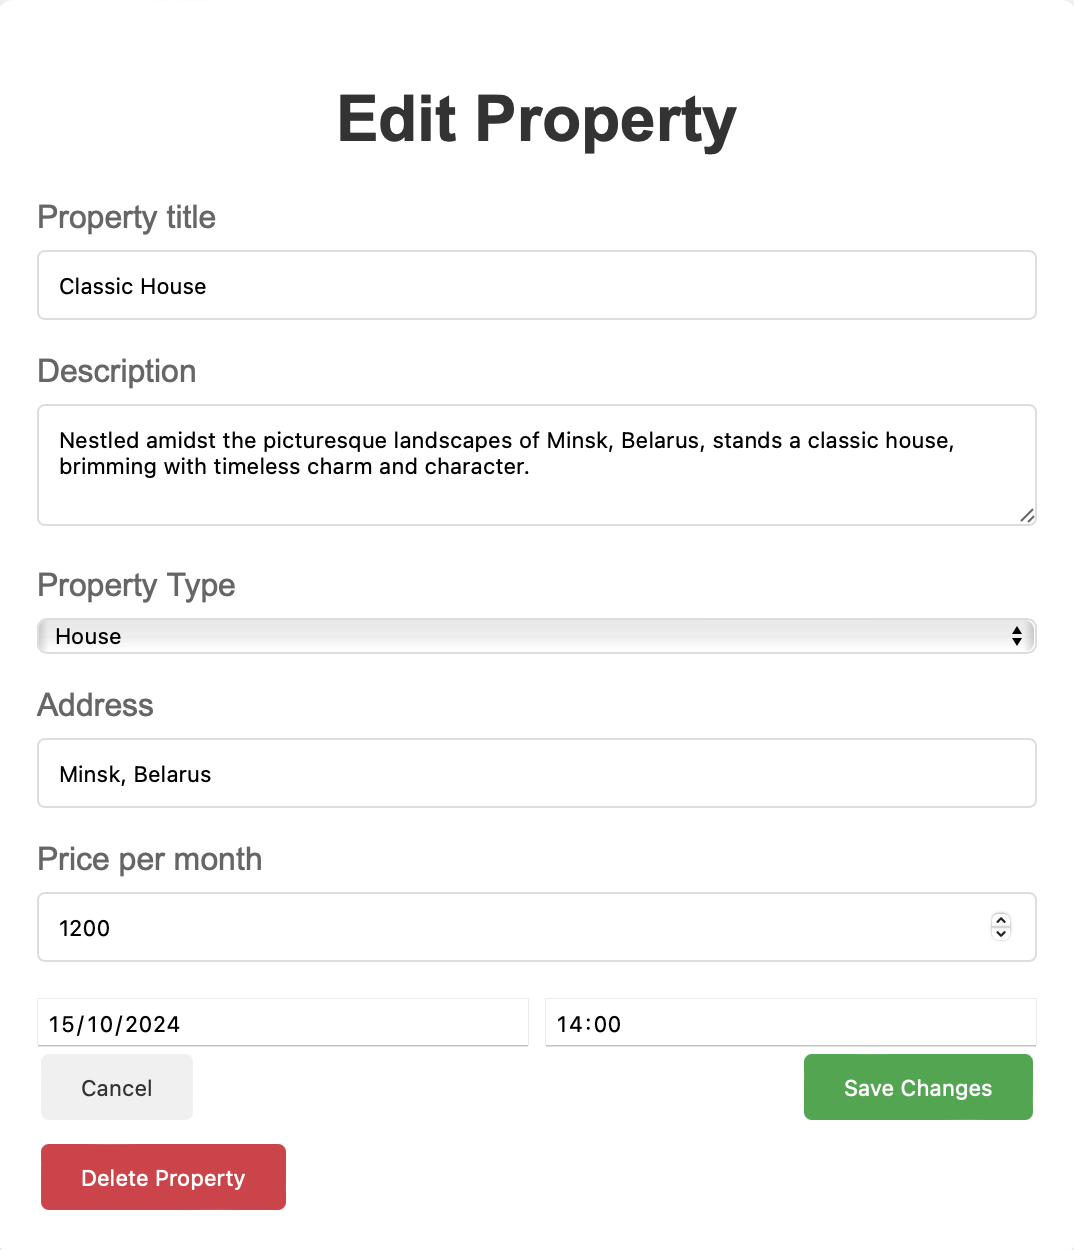 Edit Property
Property title
Classic House
Description
Nestled amidst the picturesque landscapes of Minsk, Belarus, stands a classic house,
brimming with timeless charm and character.
Property Type
House
Address
Minsk, Belarus
Price per month
1200
15/10/2024 14:00
Cancel Save Changes
Delete Property